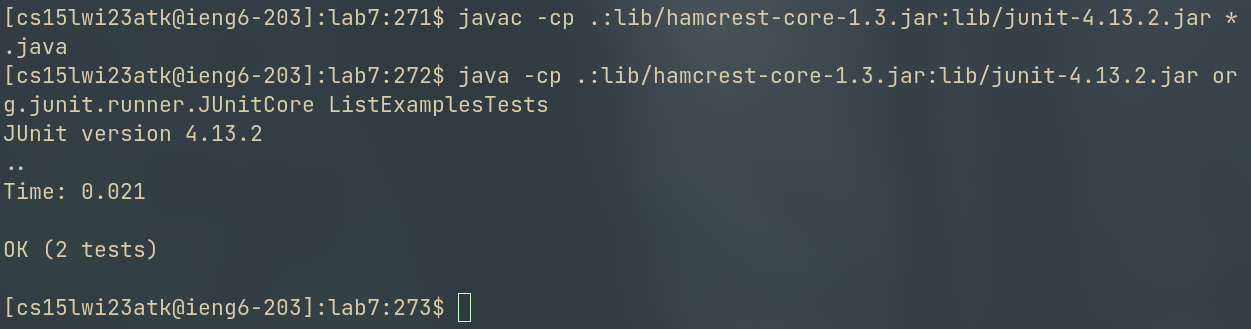 [cs15lwi23atk@ieng6-203]:lab7:271$ javac -cp .:lib/hamcrest-core-1.3.jar:lib/junit-4.13.2.jar *
.java
[cs15lwi23atk@ieng6-203]:lab7:272$ java -cp .:lib/hamcrest-core-1.3.jar:lib/junit-4.13.2.jar or
g.junit.runner.JUnitCore ListExamplesTests
JUnit version 4.13.2
..
Time: 0.021
OK (2 tests)
[cs15lwi23atk@ieng6-203]:lab7:273$